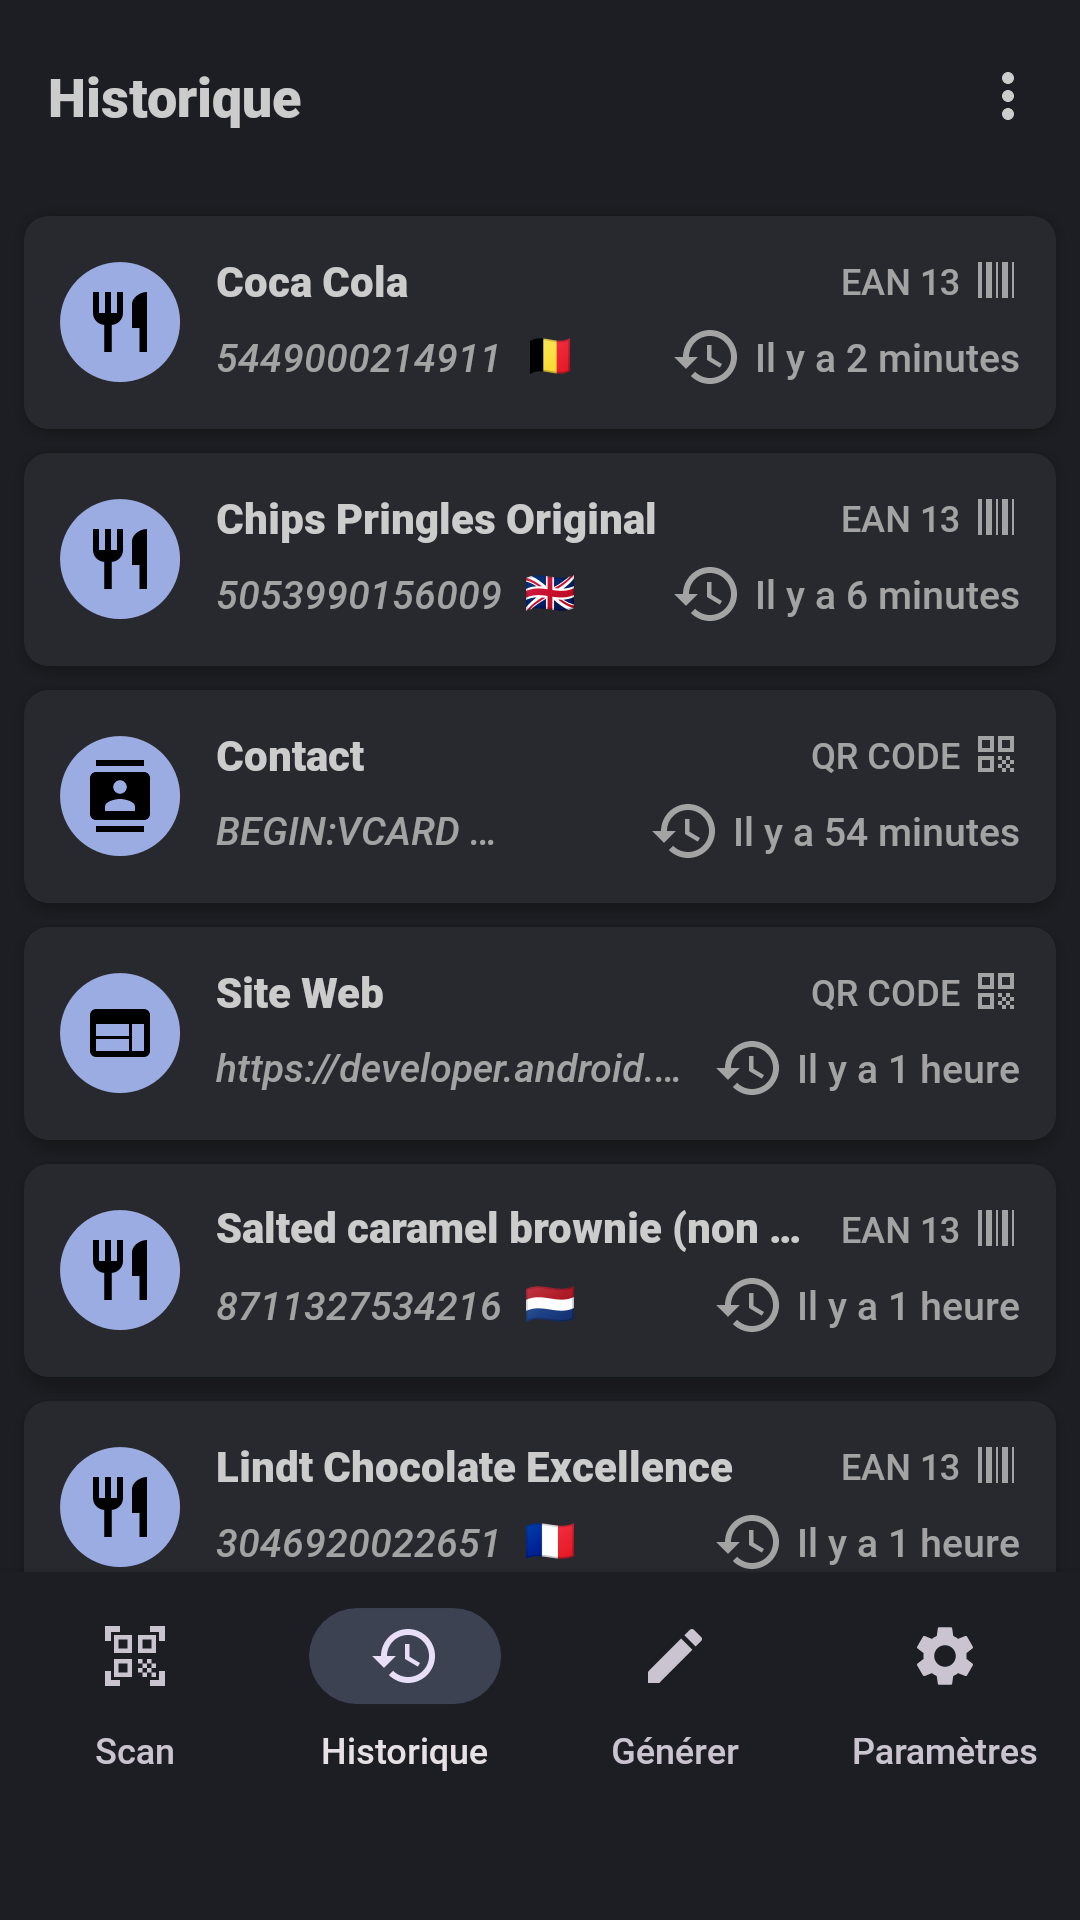 Historique
Coca Cola
EAN 13
5449000214911
Il y a 2 minutes
Chips Pringles Original
EAN 13
5053990156009
Il y a 6 minutes
Contact
QR CODE
BEGIN:VCARD ...
Il y a 54 minutes
Site Web
QR CODE
https://developer.android....
Il y a 1 heure
Salted caramel brownie (non ...
EAN 13
8711327534216
Il y a 1 heure
Lindt Chocolate Excellence
EAN 13
3046920022651
Il y a 1 heure
Scan
Historique
Générer
Paramètres